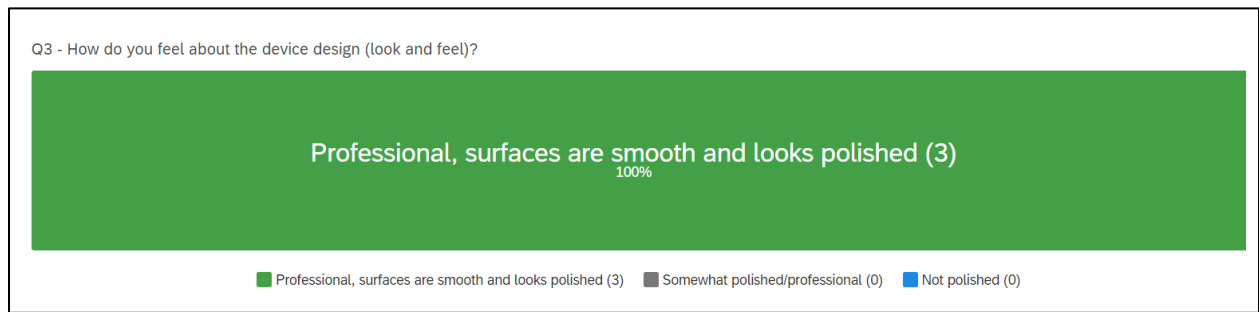 Q3 - How do you feel about the device design (look and feel)?
Professional, surfaces are smooth and looks polished (3)
100%
Professional, surfaces are smooth and looks polished (3) Somewhat polished/professional (0) Not polished (0)